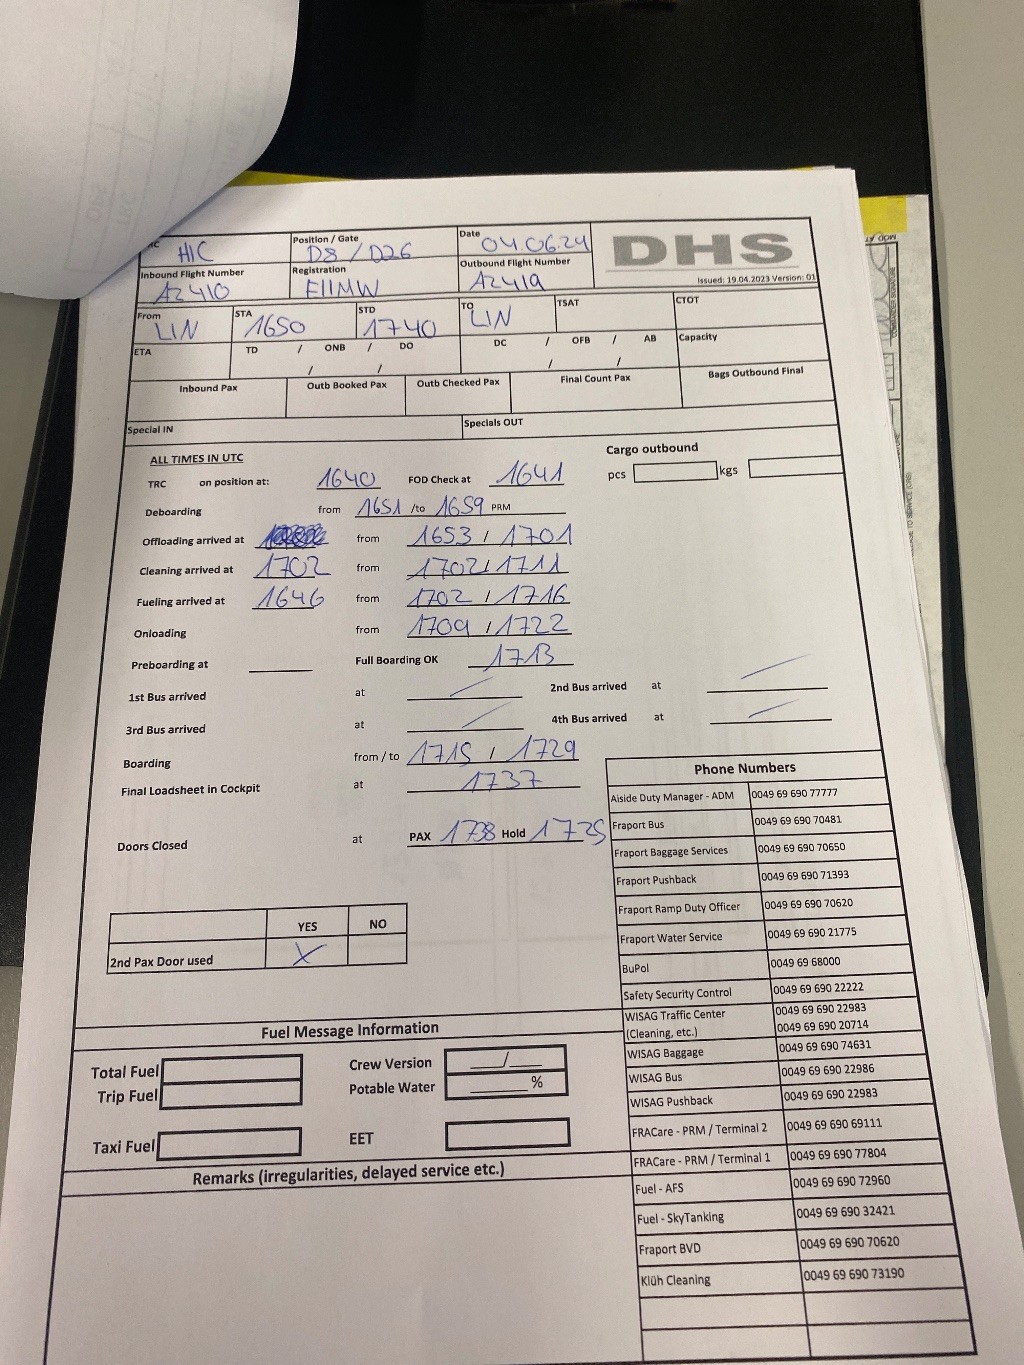 Position / Gate Date DHS
HIC D8 / D26 04.06.24
Inbound Flight Number Registration Outbound Flight Number Issued: 19.04.2023 Version: 01
AZ410 EIIMW AZ419
From STA STD TO TSAT CTOT
LIN 1650 1740 LIN
ETA TD / ONB / DO DC / OFB / AB Capacity
/ / / /
Inbound Pax Outb Booked Pax Outb Checked Pax Final Count Pax Bags Outbound Final
Special IN Specials OUT
ALL TIMES IN UTC Cargo outbound
TRC on position at: 1640 FOD Check at 1641 pcs kgs
Deboarding from 1651 /to 1659 PRM
Offloading arrived at from 1653 / 1701
Cleaning arrived at 1702 from 1702 / 1711
Fueling arrived at 1646 from 1702 / 1716
Onloading from 1709 / 1722
Preboarding at Full Boarding OK 1713
1st Bus arrived at 2nd Bus arrived at
3rd Bus arrived at 4th Bus arrived at
Boarding from / to 1715 / 1729
Final Loadsheet in Cockpit at 1737
Doors Closed at PAX 1738 Hold 1735
YES NO
2nd Pax Door used X
Phone Numbers
Aiside Duty Manager - ADM 0049 69 690 77777
Fraport Bus 0049 69 690 70481
Fraport Baggage Services 0049 69 690 70650
Fraport Pushback 0049 69 690 71393
Fraport Ramp Duty Officer 0049 69 690 70620
Fraport Water Service 0049 69 690 21775
BuPol 0049 69 68000
Safety Security Control 0049 69 690 22222
WISAG Traffic Center 0049 69 690 22983
(Cleaning, etc.) 0049 69 690 20714
WISAG Baggage 0049 69 690 74631
WISAG Bus 0049 69 690 22986
WISAG Pushback 0049 69 690 22983
FRACare - PRM / Terminal 2 0049 69 690 69111
FRACare - PRM / Terminal 1 0049 69 690 77804
Fuel - AFS 0049 69 690 72960
Fuel - SkyTanking 0049 69 690 32421
Fraport BVD 0049 69 690 70620
Klüh Cleaning 0049 69 690 73190
Fuel Message Information
Total Fuel Crew Version /
Trip Fuel Potable Water %
Taxi Fuel EET
Remarks (irregularities, delayed service etc.)